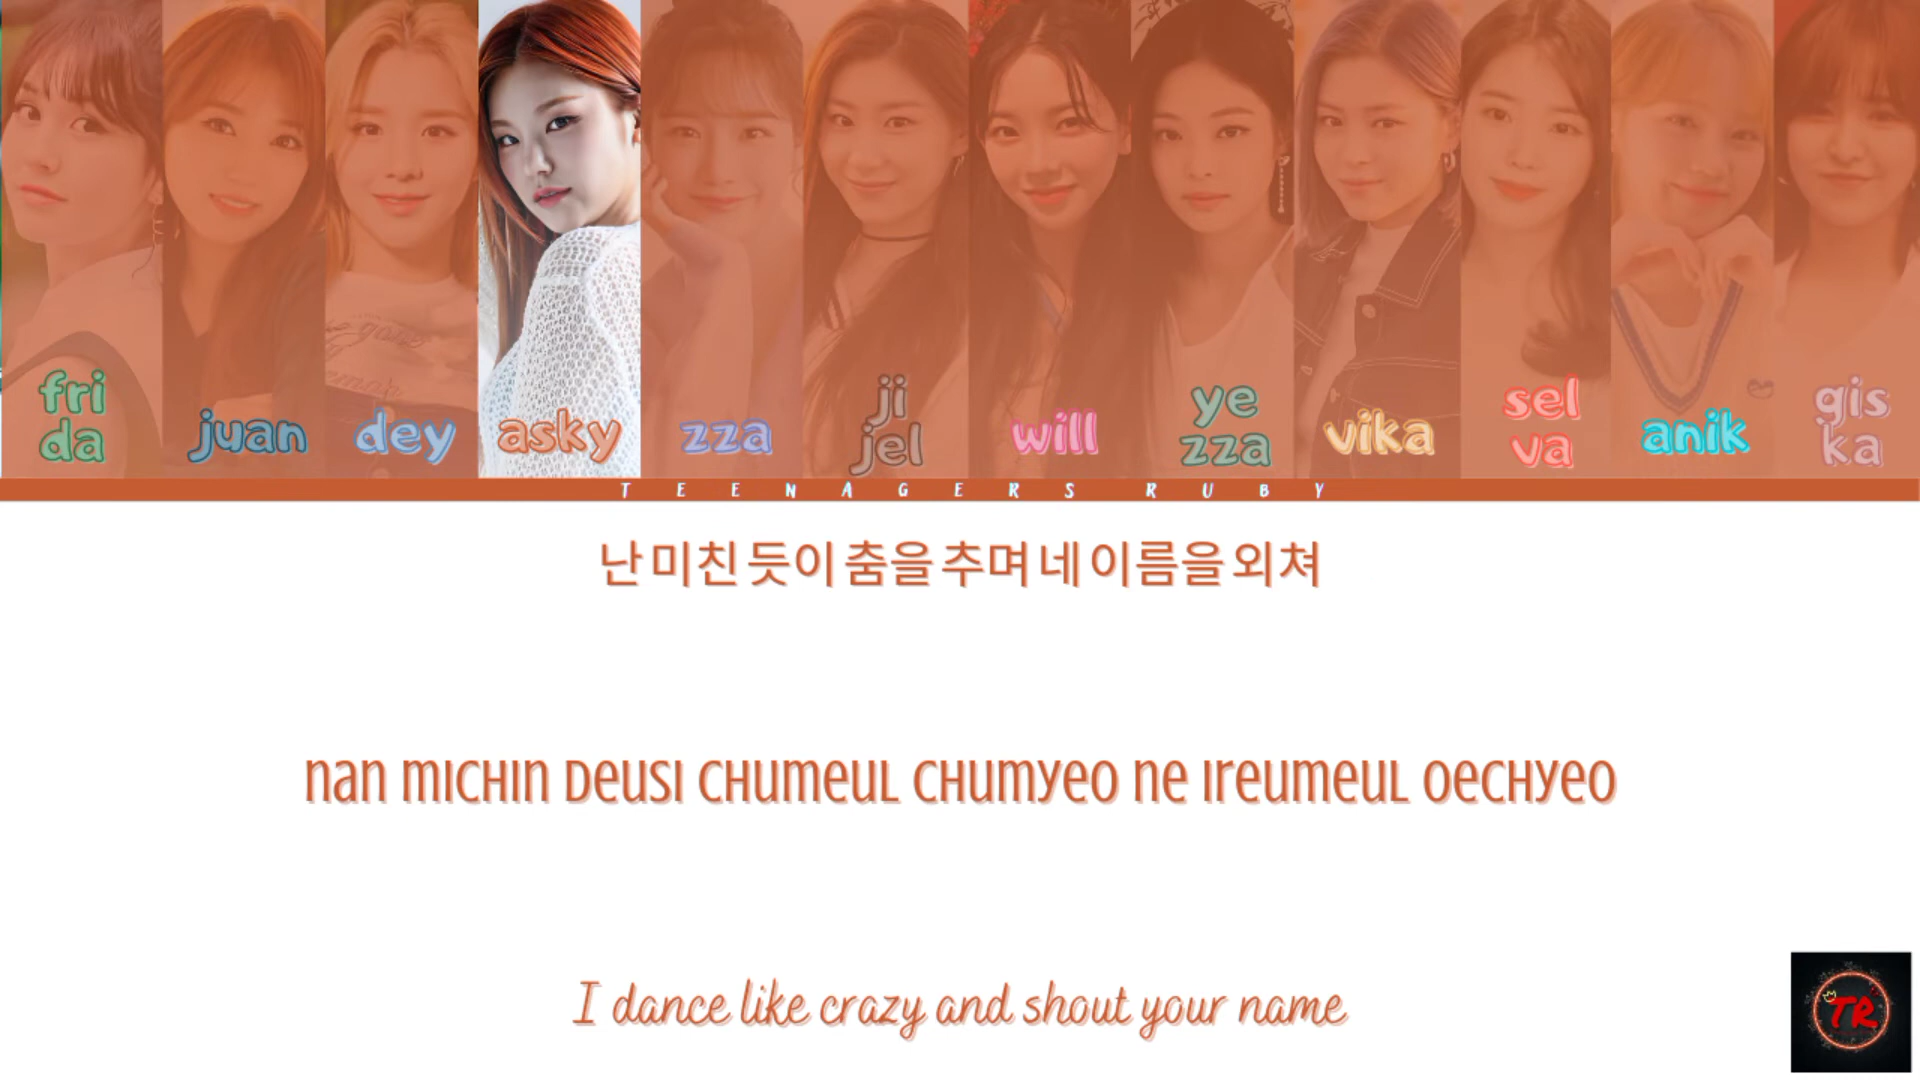 fri
da
juan
dey
asky
zza
ji
jel
will
ye
zza
vika
sel
va
anik
gis
ka
TEENAGERS RUBY
난 미친 듯이 춤을 추며 네 이름을 외쳐
nan michin deusi chumeul chumyeo ne ireumeul oechyeo
I dance like crazy and shout your name
TR